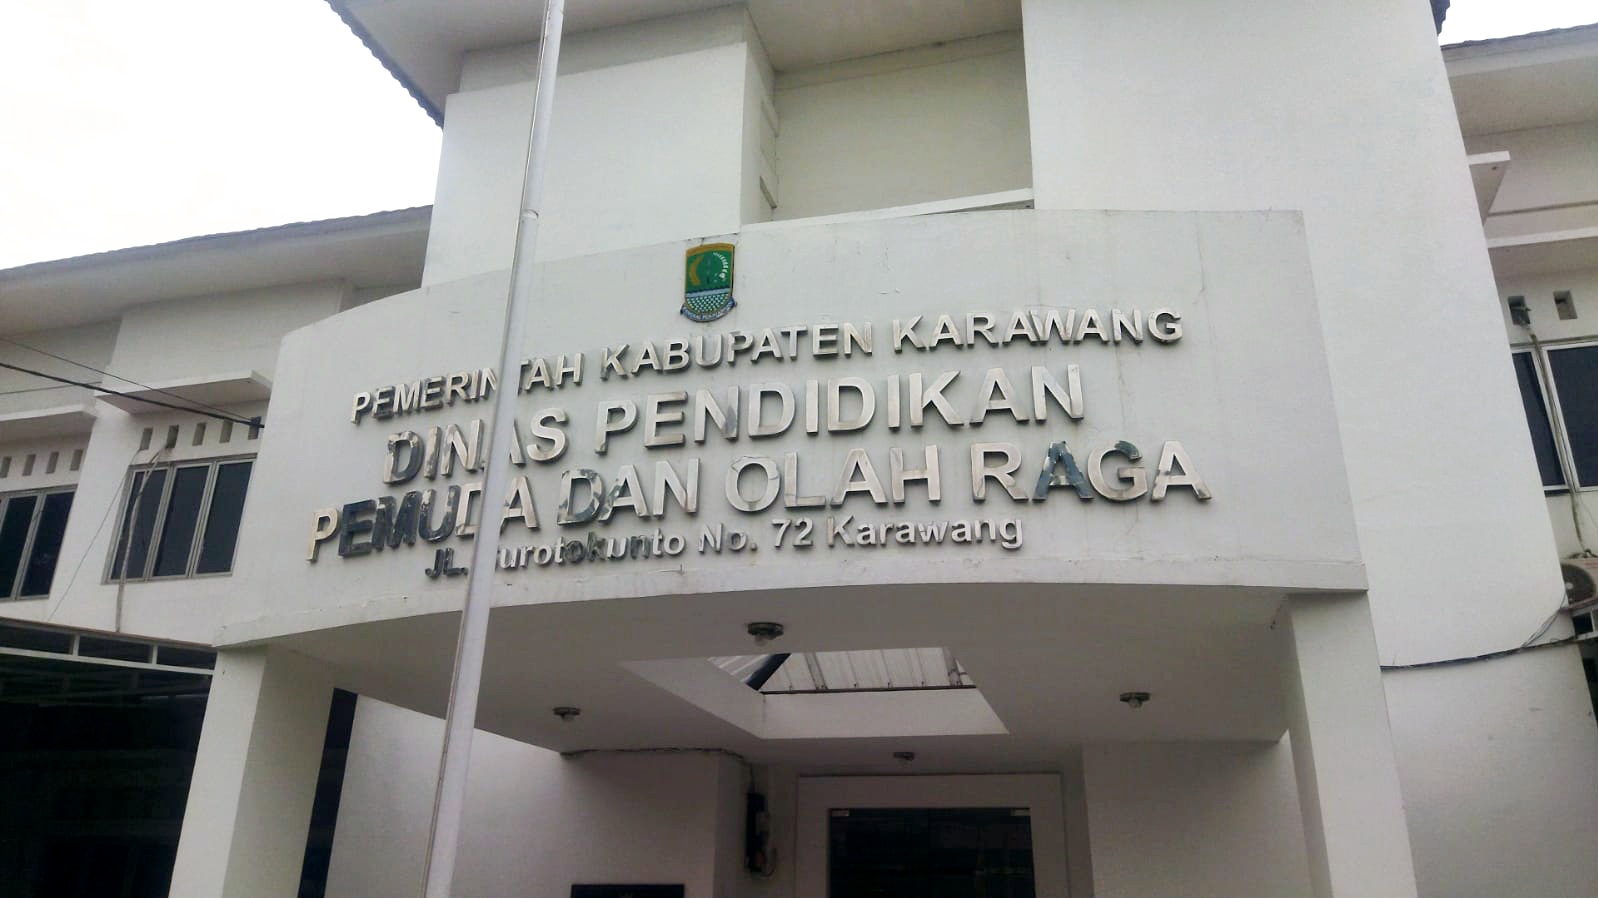 PEMERINTAH KABUPATEN KARAWANG
DINAS PENDIDIKAN
PEMUDA DAN OLAH RAGA
JL. No. 72 Karawang